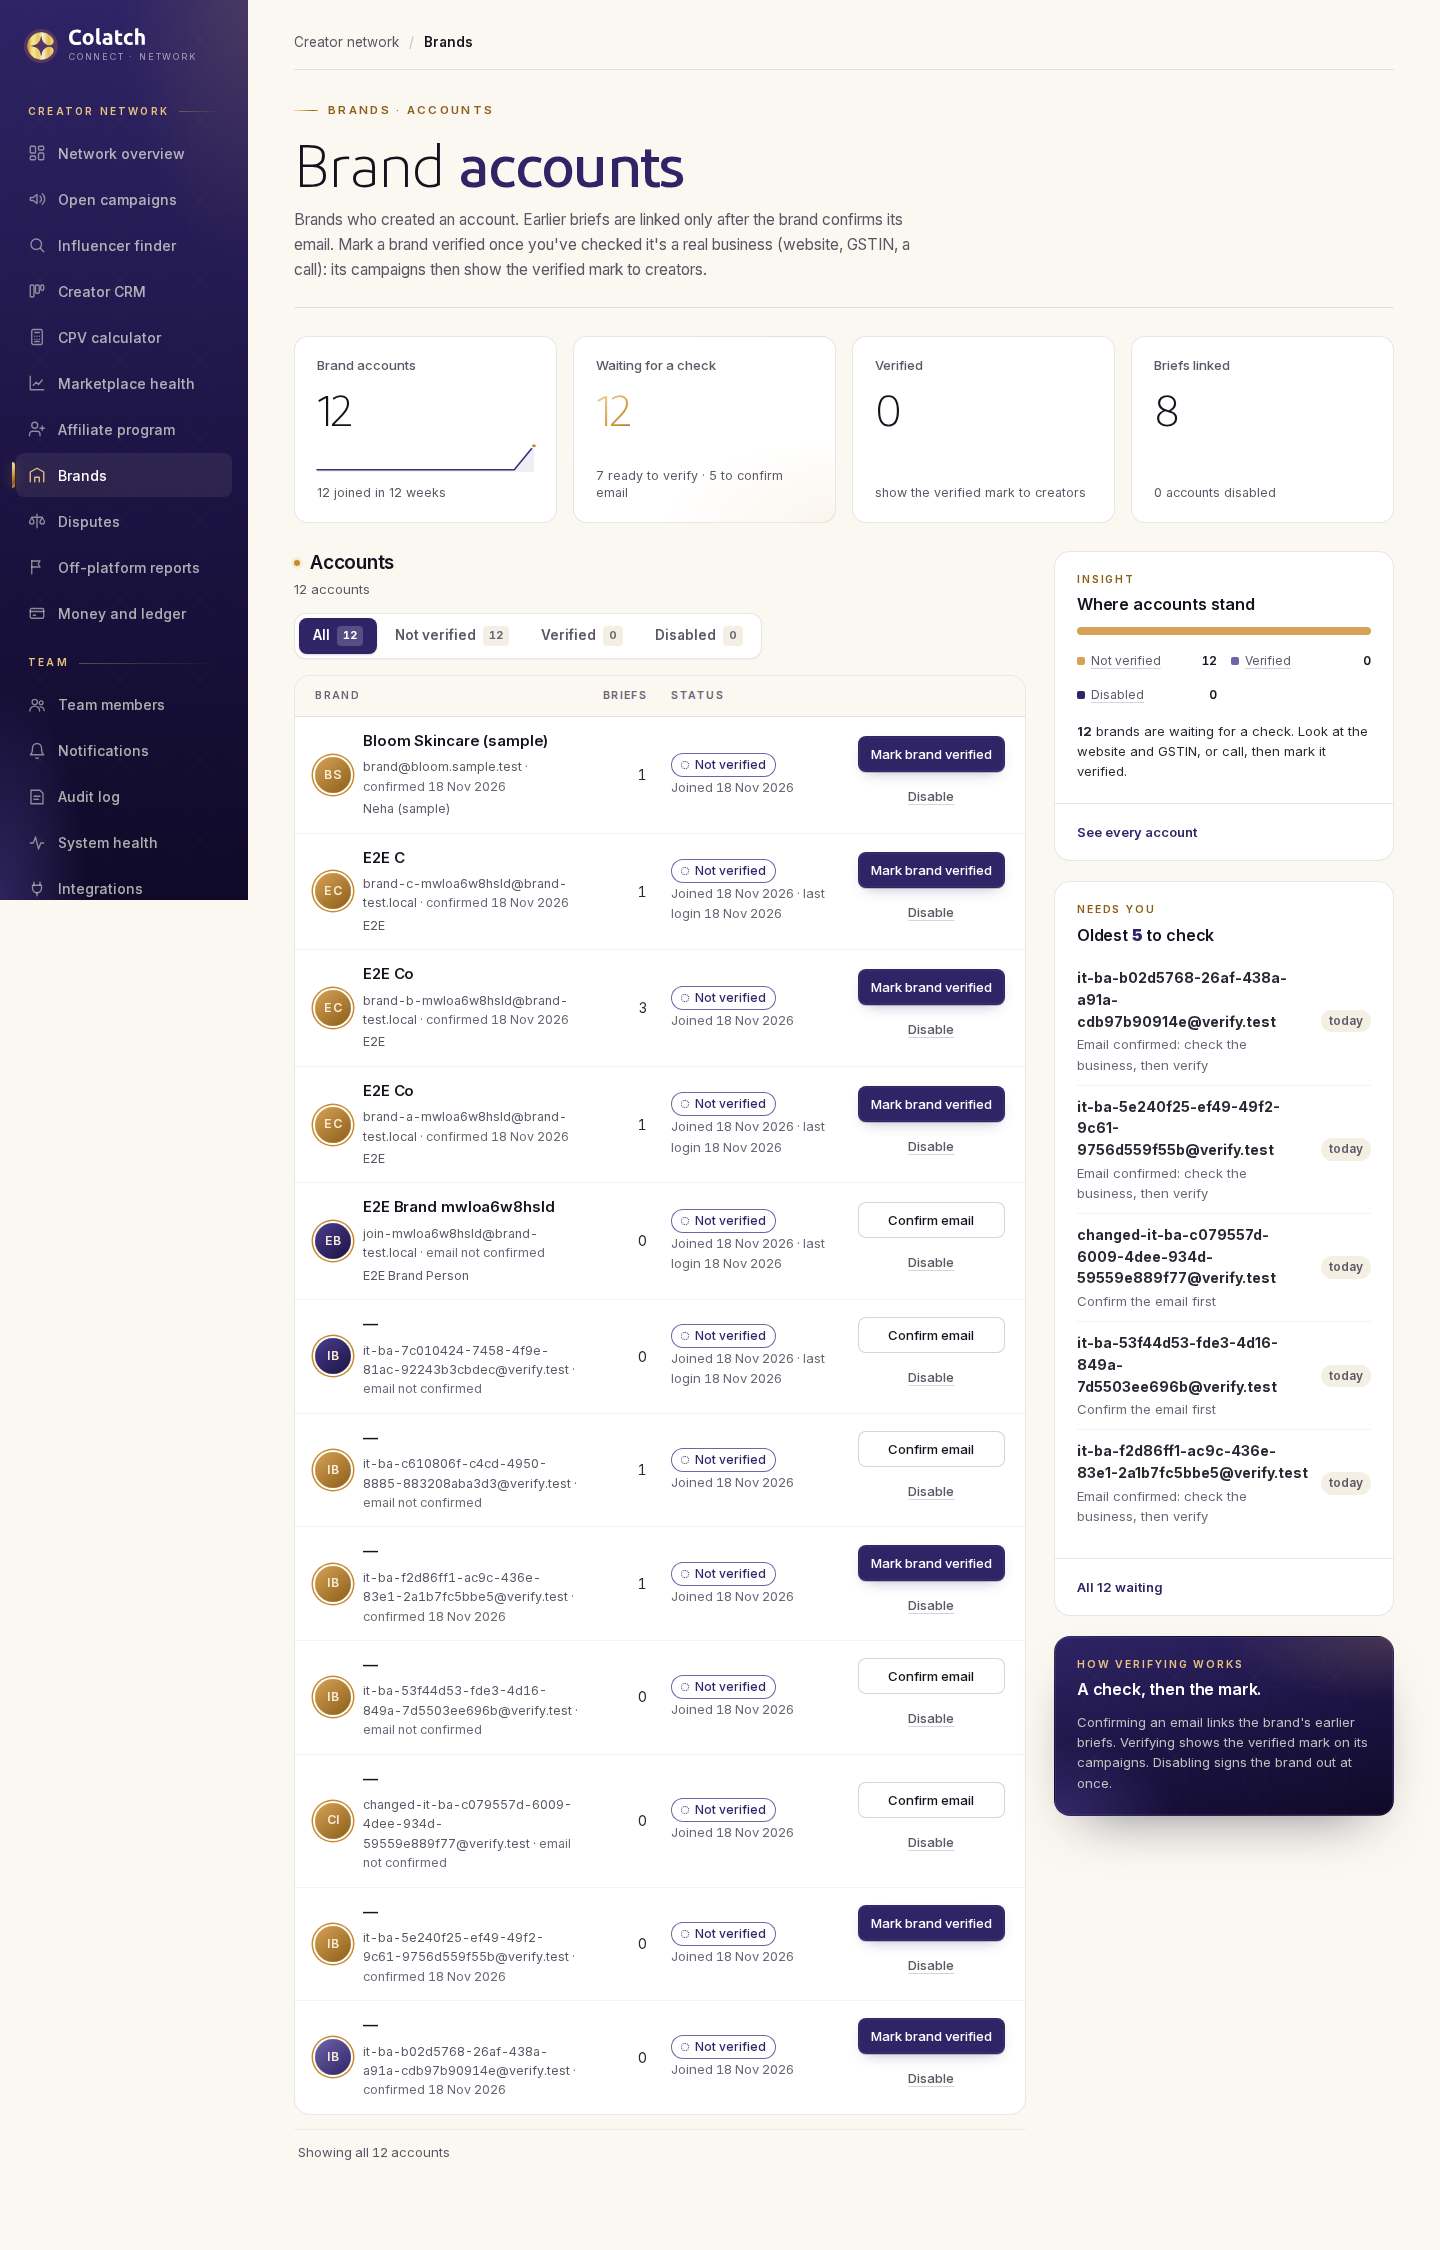 Colatch
CONNECT · NETWORK
CREATOR NETWORK
Network overview
Open campaigns
Influencer finder
Creator CRM
CPV calculator
Marketplace health
Affiliate program
Brands
Disputes
Off-platform reports
Money and ledger
TEAM
Team members
Notifications
Audit log
System health
Integrations
Creator network / Brands
BRANDS · ACCOUNTS
Brand accounts
Brands who created an account. Earlier briefs are linked only after the brand confirms its
email. Mark a brand verified once you've checked it's a real business (website, GSTIN, a
call): its campaigns then show the verified mark to creators.
Brand accounts
12
12 joined in 12 weeks
Waiting for a check
12
7 ready to verify · 5 to confirm
email
Verified
0
show the verified mark to creators
Briefs linked
8
0 accounts disabled
Accounts
12 accounts
All 12 Not verified 12 Verified 0 Disabled 0
BRAND BRIEFS STATUS
BS
Bloom Skincare (sample)
brand@bloom.sample.test ·
confirmed 18 Nov 2026
Neha (sample)
1
Not verified
Joined 18 Nov 2026
Mark brand verified
Disable
EC
E2E C
brand-c-mwloa6w8hsld@brand-
test.local · confirmed 18 Nov 2026
E2E
1
Not verified
Joined 18 Nov 2026 · last
login 18 Nov 2026
Mark brand verified
Disable
EC
E2E Co
brand-b-mwloa6w8hsld@brand-
test.local · confirmed 18 Nov 2026
E2E
3
Not verified
Joined 18 Nov 2026
Mark brand verified
Disable
EC
E2E Co
brand-a-mwloa6w8hsld@brand-
test.local · confirmed 18 Nov 2026
E2E
1
Not verified
Joined 18 Nov 2026 · last
login 18 Nov 2026
Mark brand verified
Disable
EB
E2E Brand mwloa6w8hsld
join-mwloa6w8hsld@brand-
test.local · email not confirmed
E2E Brand Person
0
Not verified
Joined 18 Nov 2026 · last
login 18 Nov 2026
Confirm email
Disable
IB
—
it-ba-7c010424-7458-4f9e-
81ac-92243b3cbdec@verify.test ·
email not confirmed
0
Not verified
Joined 18 Nov 2026 · last
login 18 Nov 2026
Confirm email
Disable
IB
—
it-ba-c610806f-c4cd-4950-
8885-883208aba3d3@verify.test ·
email not confirmed
1
Not verified
Joined 18 Nov 2026
Confirm email
Disable
IB
—
it-ba-f2d86ff1-ac9c-436e-
83e1-2a1b7fc5bbe5@verify.test ·
confirmed 18 Nov 2026
1
Not verified
Joined 18 Nov 2026
Mark brand verified
Disable
IB
—
it-ba-53f44d53-fde3-4d16-
849a-7d5503ee696b@verify.test ·
email not confirmed
0
Not verified
Joined 18 Nov 2026
Confirm email
Disable
CI
—
changed-it-ba-c079557d-6009-
4dee-934d-
59559e889f77@verify.test · email
not confirmed
0
Not verified
Joined 18 Nov 2026
Confirm email
Disable
IB
—
it-ba-5e240f25-ef49-49f2-
9c61-9756d559f55b@verify.test ·
confirmed 18 Nov 2026
0
Not verified
Joined 18 Nov 2026
Mark brand verified
Disable
IB
—
it-ba-b02d5768-26af-438a-
a91a-cdb97b90914e@verify.test ·
confirmed 18 Nov 2026
0
Not verified
Joined 18 Nov 2026
Mark brand verified
Disable
Showing all 12 accounts
INSIGHT
Where accounts stand
Not verified 12 Verified 0
Disabled 0
12 brands are waiting for a check. Look at the
website and GSTIN, or call, then mark it
verified.
See every account
NEEDS YOU
Oldest 5 to check
it-ba-b02d5768-26af-438a-
a91a-
cdb97b90914e@verify.test
Email confirmed: check the
business, then verify
today
it-ba-5e240f25-ef49-49f2-
9c61-
9756d559f55b@verify.test
Email confirmed: check the
business, then verify
today
changed-it-ba-c079557d-
6009-4dee-934d-
59559e889f77@verify.test
Confirm the email first
today
it-ba-53f44d53-fde3-4d16-
849a-
7d5503ee696b@verify.test
Confirm the email first
today
it-ba-f2d86ff1-ac9c-436e-
83e1-2a1b7fc5bbe5@verify.test
Email confirmed: check the
business, then verify
today
All 12 waiting
HOW VERIFYING WORKS
A check, then the mark.
Confirming an email links the brand's earlier
briefs. Verifying shows the verified mark on its
campaigns. Disabling signs the brand out at
once.